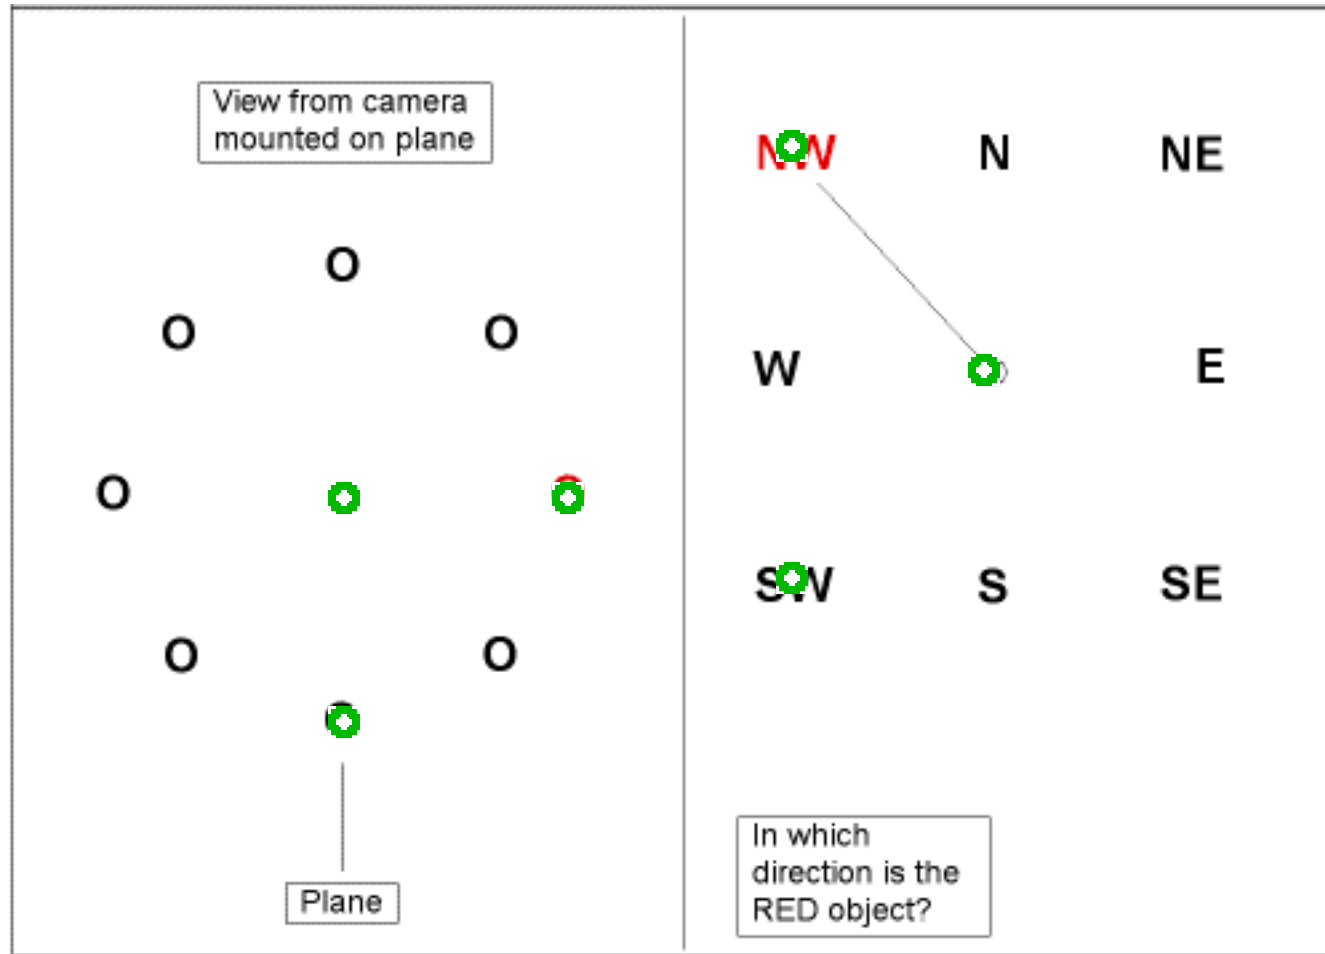 View from camera
mounted on plane
NW N NE
O
O O
W E
O
SW S SE
O O
Plane
In which
direction is the
RED object?